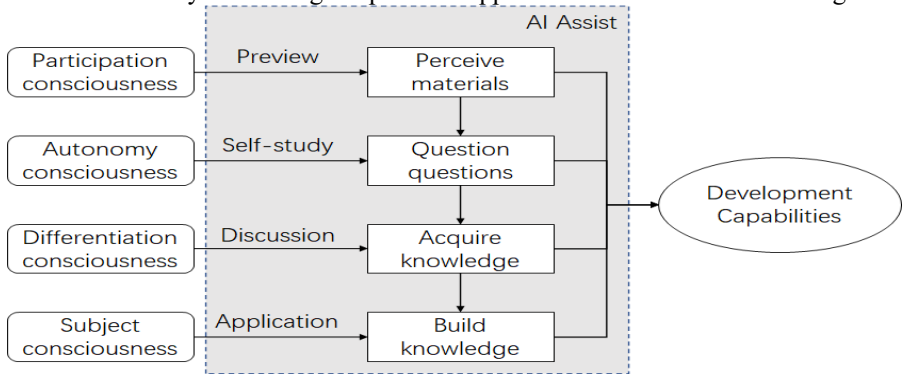 AI Assist
Participation
consciousness
Preview
Perceive
materials
Autonomy
consciousness
Self-study
Question
questions
Development
Capabilities
Differentiation
consciousness
Discussion
Acquire
knowledge
Subject
consciousness
Application
Build
knowledge